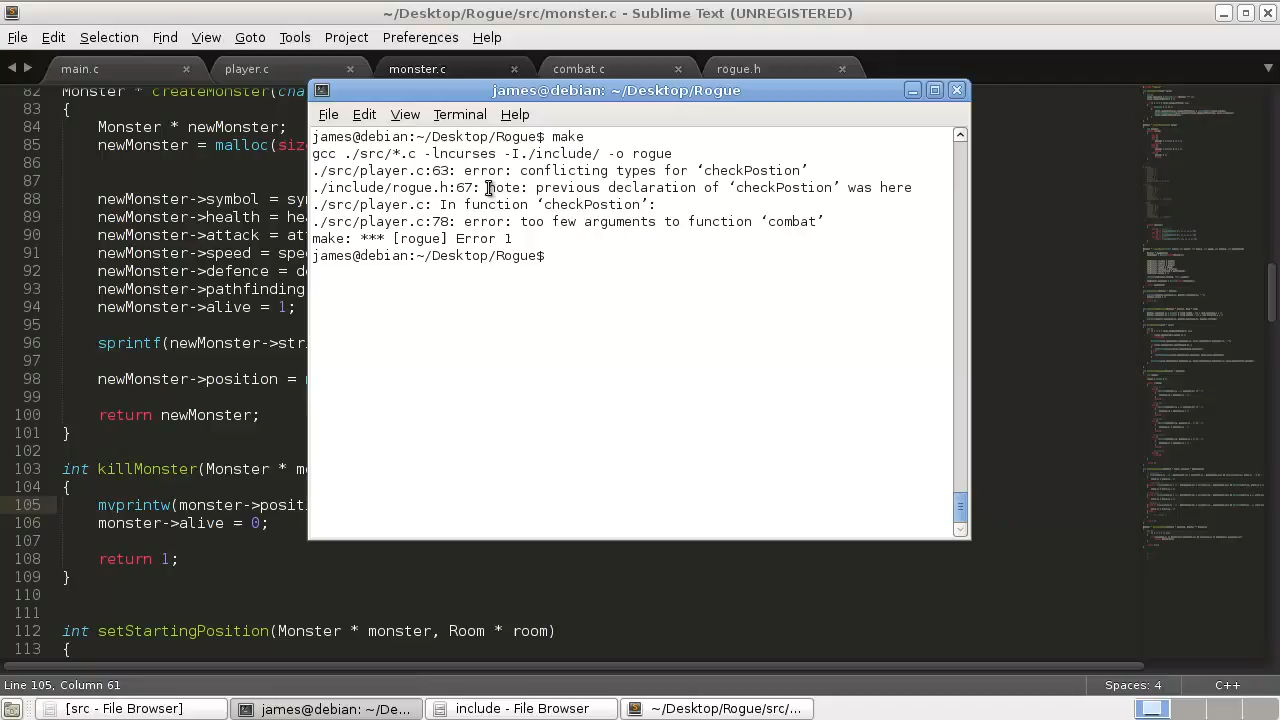 ~/Desktop/Rogue/src/monster.c - Sublime Text (UNREGISTERED)
File Edit Selection Find View Goto Tools Project Preferences Help
main.c player.c monster.c combat.c rogue.h
82 Monster * createMonster(cha
83 {
84 Monster * newMonster;
85 newMonster = malloc(siz
86
87
88 newMonster->symbol = sy
89 newMonster->health = hea
90 newMonster->attack =
91 newMonster->speed = spe
92 newMonster->defence =
93 newMonster->pathfinding
94 newMonster->alive = 1;
95
96 sprintf(newMonster->str
97
98 newMonster->position =
99
100 return newMonster;
101 }
102
103 int killMonster(Monster * m
104 {
105 mvprintw(monster->pos
106 monster->alive = 0;
107
108 return 1;
109 }
110
111
112 int setStartingPosition(Monster * monster, Room * room)
113 {
james@debian: ~/Desktop/Rogue
File Edit View Terminal Help
james@debian:~/Desktop/Rogue$ make
gcc ./src/*.c -lncurses -I./include/ -o rogue
error: conflicting types for ‘checkPostion’
note: previous declaration of ‘checkPostion’ was here
./src/player.c: In function ‘checkPostion’:
./src/player.c:78: error: too few arguments to function ‘combat’
make: *** [rogue] Error 1
james@debian:~/Desktop/Rogue$
Line 105, Column 61
Spaces: 4
C++
[src - File Browser]
james@debian: ~/De...
include - File Browser
~/Desktop/Rogue/src/...